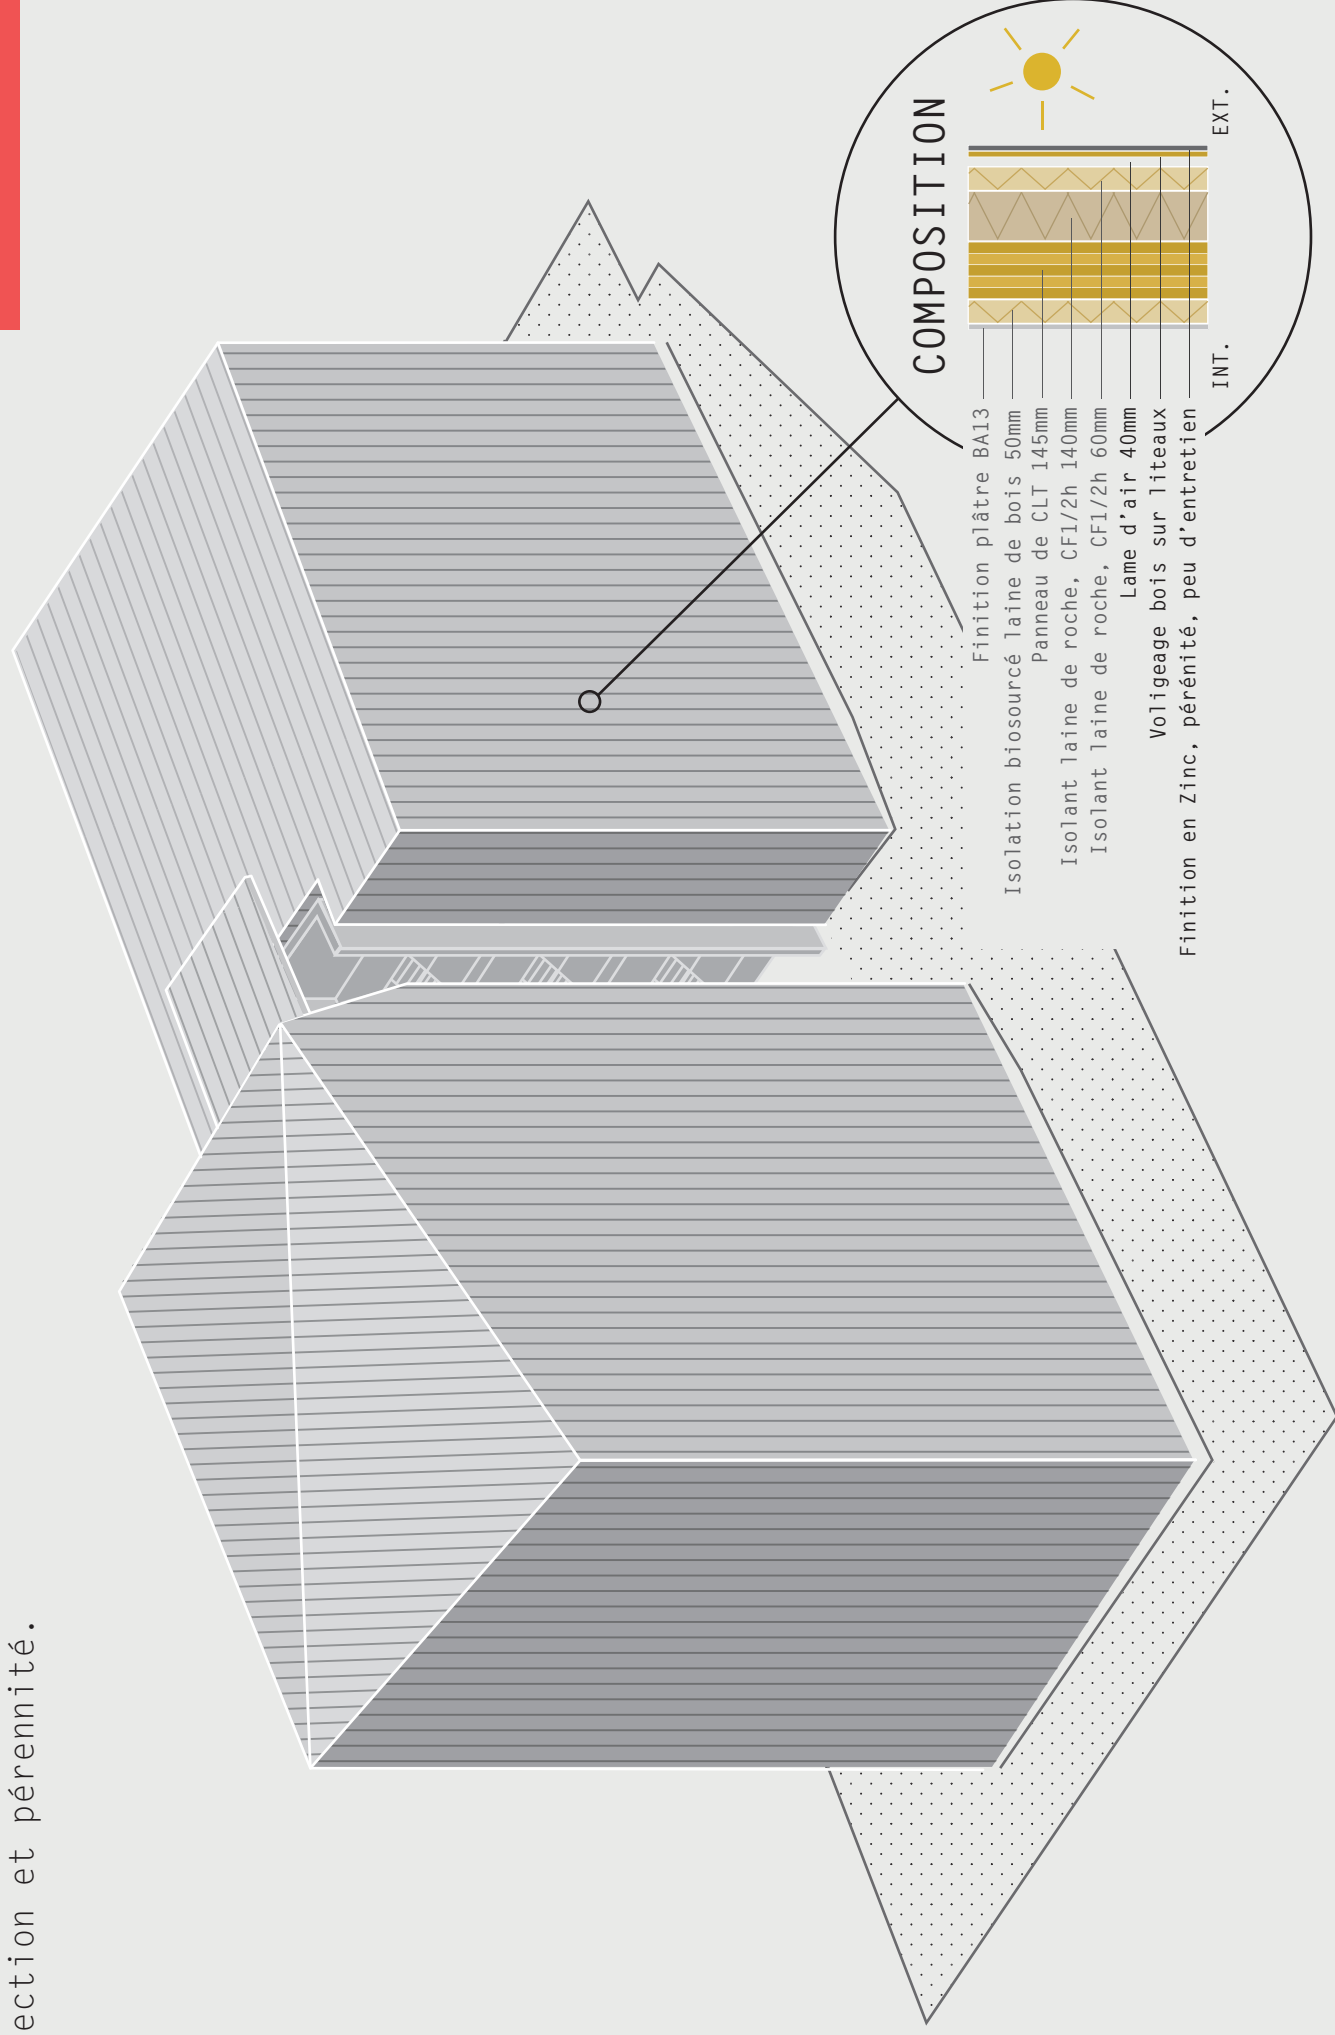 ection et pérennité.
COMPOSITION
EXT.
INT.
Finition plâtre BA13
Isolation biosourcé laine de bois 50mm
Panneau de CLT 145mm
Isolant laine de roche, CF1/2h 140mm
Isolant laine de roche, CF1/2h 60mm
Lame d'air 40mm
Voligeage bois sur liteaux
Finition en Zinc, pérénité, peu d'entretien